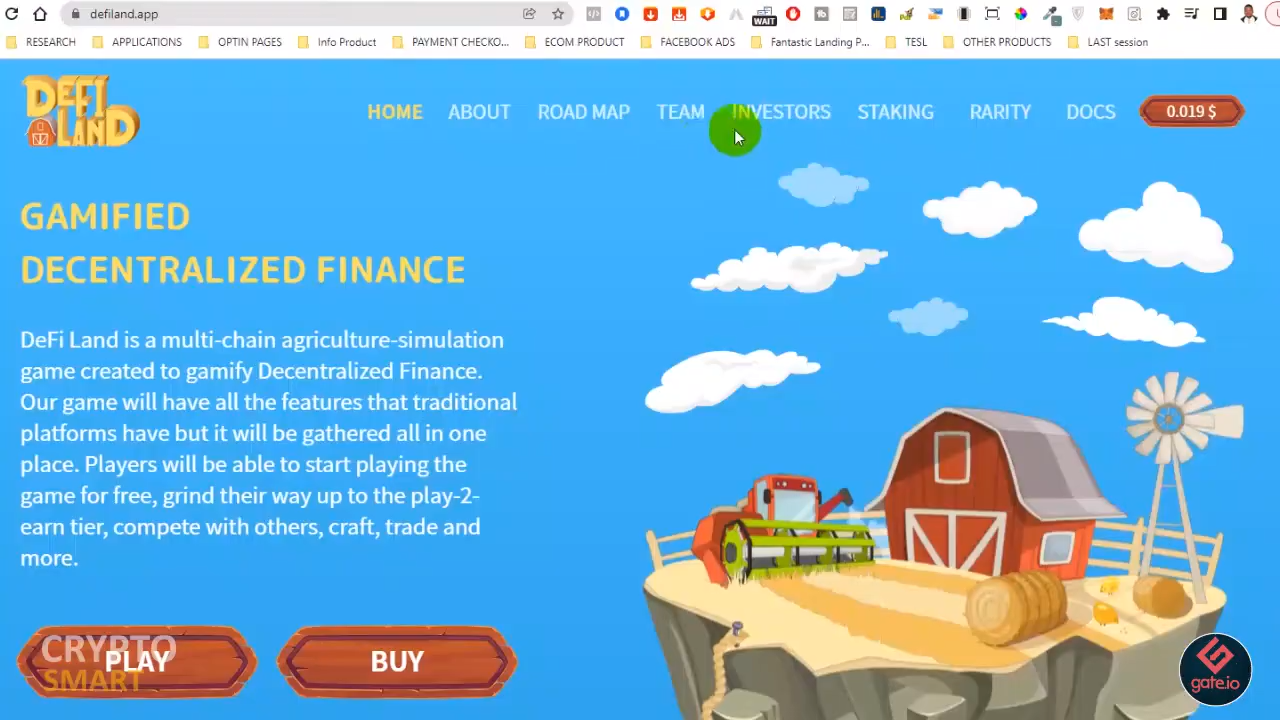 defiland.app
WAIT
RESEARCH
APPLICATIONS
OPTIN PAGES
Info Product
PAYMENT CHECKO...
ECOM PRODUCT
FACEBOOK ADS
Fantastic Landing P...
TESL
OTHER PRODUCTS
LAST session
DEFI
LAND
HOME
ABOUT
ROAD MAP
TEAM
INVESTORS
STAKING
RARITY
DOCS
0.019 $
GAMIFIED
DECENTRALIZED FINANCE
DeFi Land is a multi-chain agriculture-simulation
game created to gamify Decentralized Finance.
Our game will have all the features that traditional
platforms have but it will be gathered all in one
place. Players will be able to start playing the
game for free, grind their way up to the play-2-
earn tier, compete with others, craft, trade and
more.
PLAY
BUY
CRYPTO
SMART
gate.io